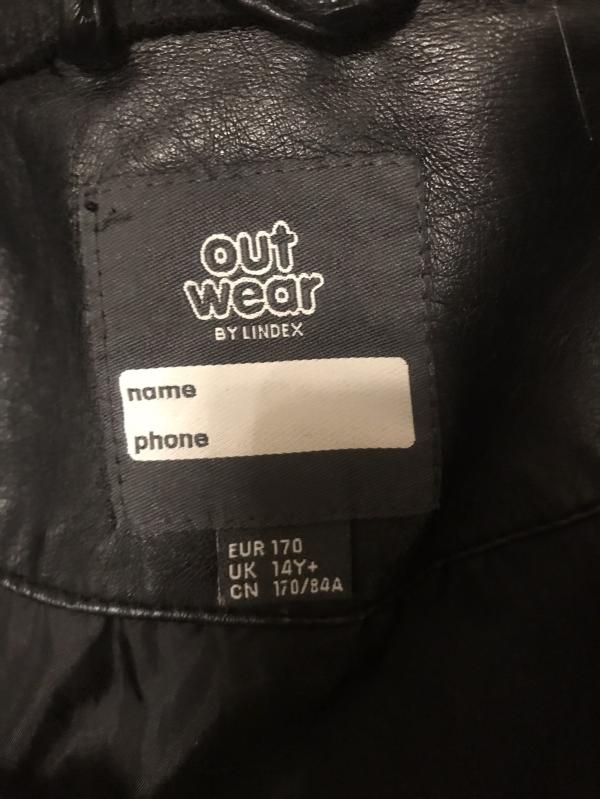 out
wear
BY LINDEX
name
phone
EUR 170
UK 14Y+
CN 170/84A